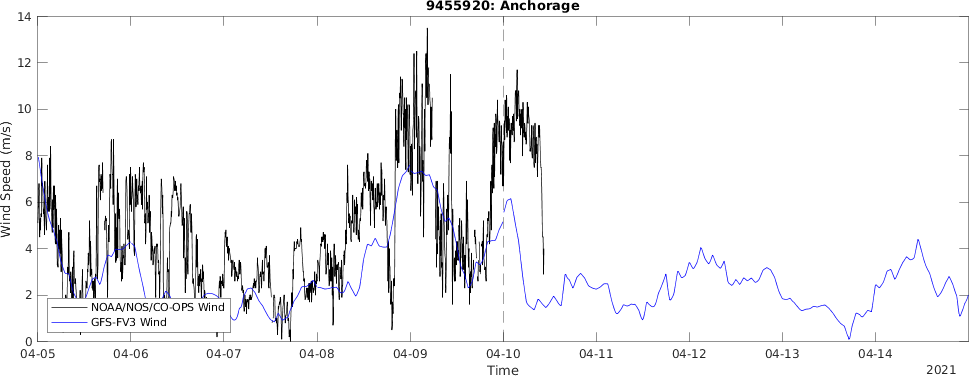 9455920: Anchorage
14
12
10
8
6
4
2
0
Wind Speed (m/s)
NOAA/NOS/CO-OPS Wind
GFS-FV3 Wind
04-05 04-06 04-07 04-08 04-09 04-10 04-11 04-12 04-13 04-14
Time
2021